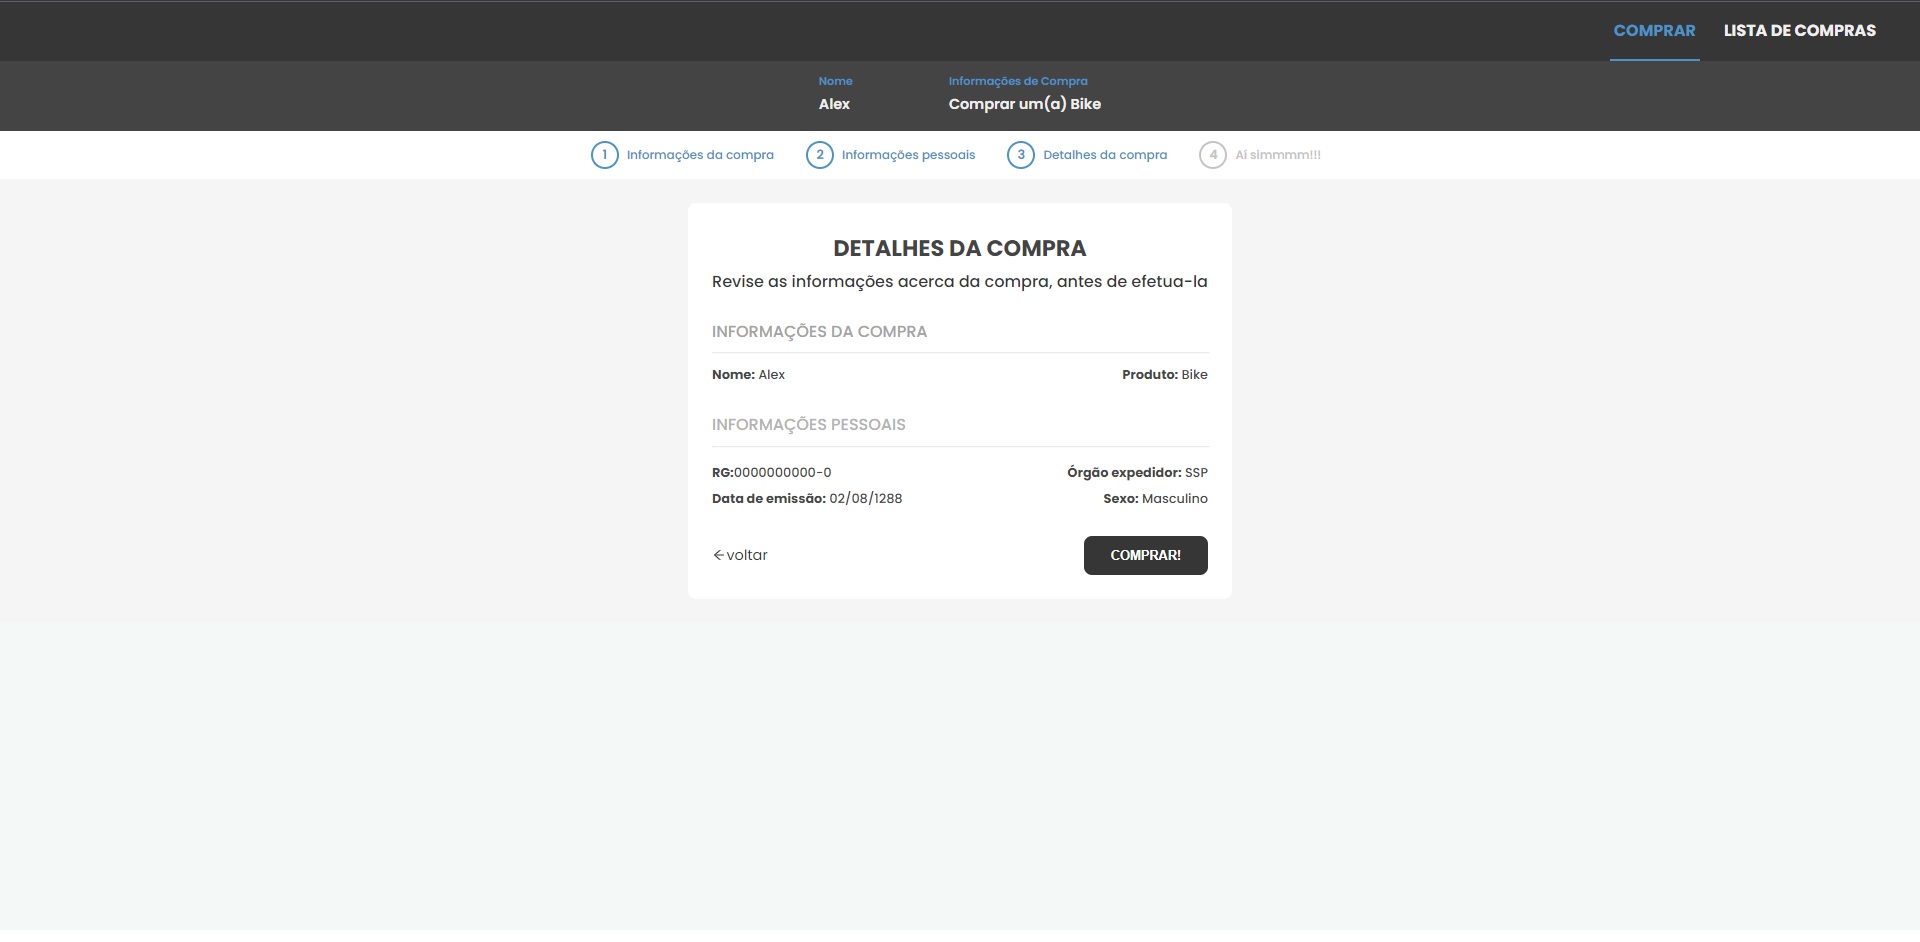 COMPRAR LISTA DE COMPRAS
Nome Informações de Compra
Alex Comprar um(a) Bike
1 Informações da compra 2 Informações pessoais 3 Detalhes da compra 4 Aí simmmm!!!
DETALHES DA COMPRA
Revise as informações acerca da compra, antes de efetua-la
INFORMAÇÕES DA COMPRA
Nome: Alex Produto: Bike
INFORMAÇÕES PESSOAIS
RG:0000000000-0 Órgão expedidor: SSP
Data de emissão: 02/08/1288 Sexo: Masculino
←voltar COMPRAR!